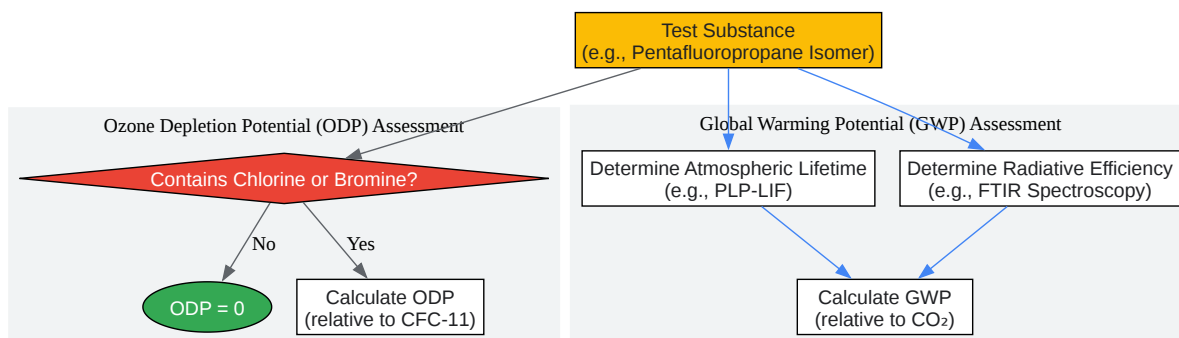 Test Substance
(e.g., Pentafluoropropane Isomer)
Ozone Depletion Potential (ODP) Assessment
Contains Chlorine or Bromine?
No
Yes
ODP = 0
Calculate ODP
(relative to CFC-11)
Global Warming Potential (GWP) Assessment
Determine Atmospheric Lifetime
(e.g., PLP-LIF)
Determine Radiative Efficiency
(e.g., FTIR Spectroscopy)
Calculate GWP
(relative to CO₂)